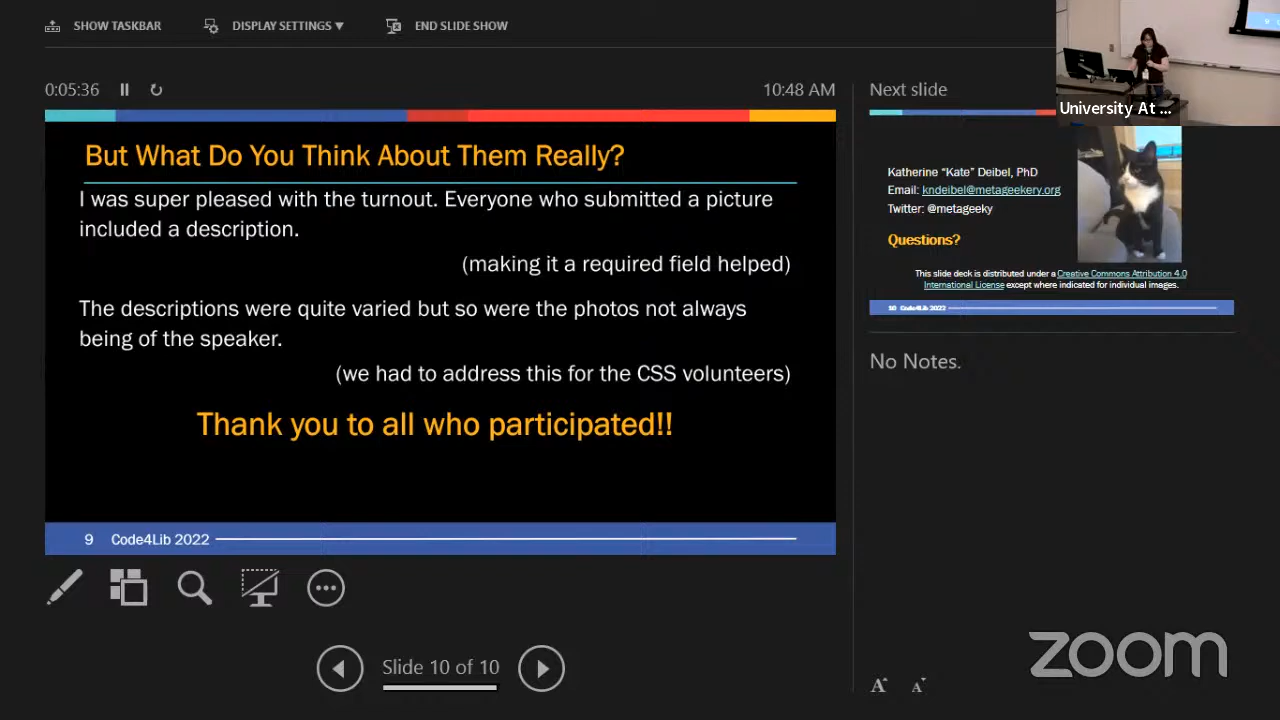 SHOW TASKBAR
DISPLAY SETTINGS ▼
END SLIDE SHOW
0:05:36
10:48 AM
But What Do You Think About Them Really?
I was super pleased with the turnout. Everyone who submitted a picture
included a description.
(making it a required field helped)
The descriptions were quite varied but so were the photos not always
being of the speaker.
(we had to address this for the CSS volunteers)
Thank you to all who participated!!
9 Code4Lib 2022
Slide 10 of 10
Next slide
University At ...
Katherine “Kate” Deibel, PhD
Email: kndeibel@metageekery.org
Twitter: @metageeky
Questions?
This slide deck is distributed under a Creative Commons Attribution 4.0
International License except where indicated for individual images.
10 Code4Lib 2022
No Notes.
A A
zoom